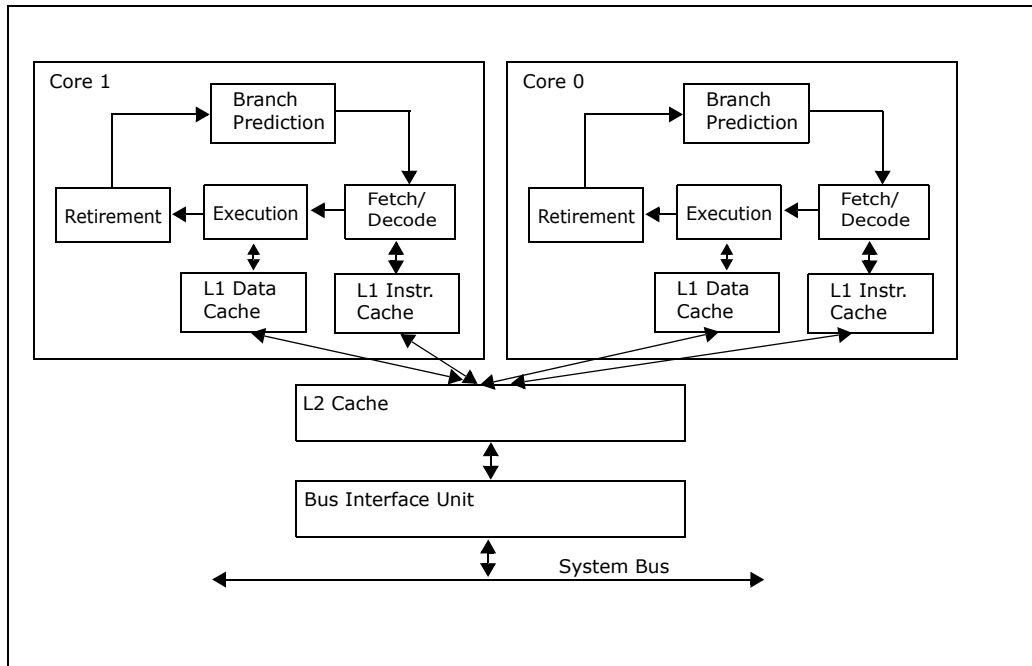 Core 1
Branch
Prediction
Retirement
Execution
Fetch/
Decode
L1 Data
Cache
L1 Instr.
Cache
Core 0
Branch
Prediction
Retirement
Execution
Fetch/
Decode
L1 Data
Cache
L1 Instr.
Cache
L2 Cache
Bus Interface Unit
System Bus